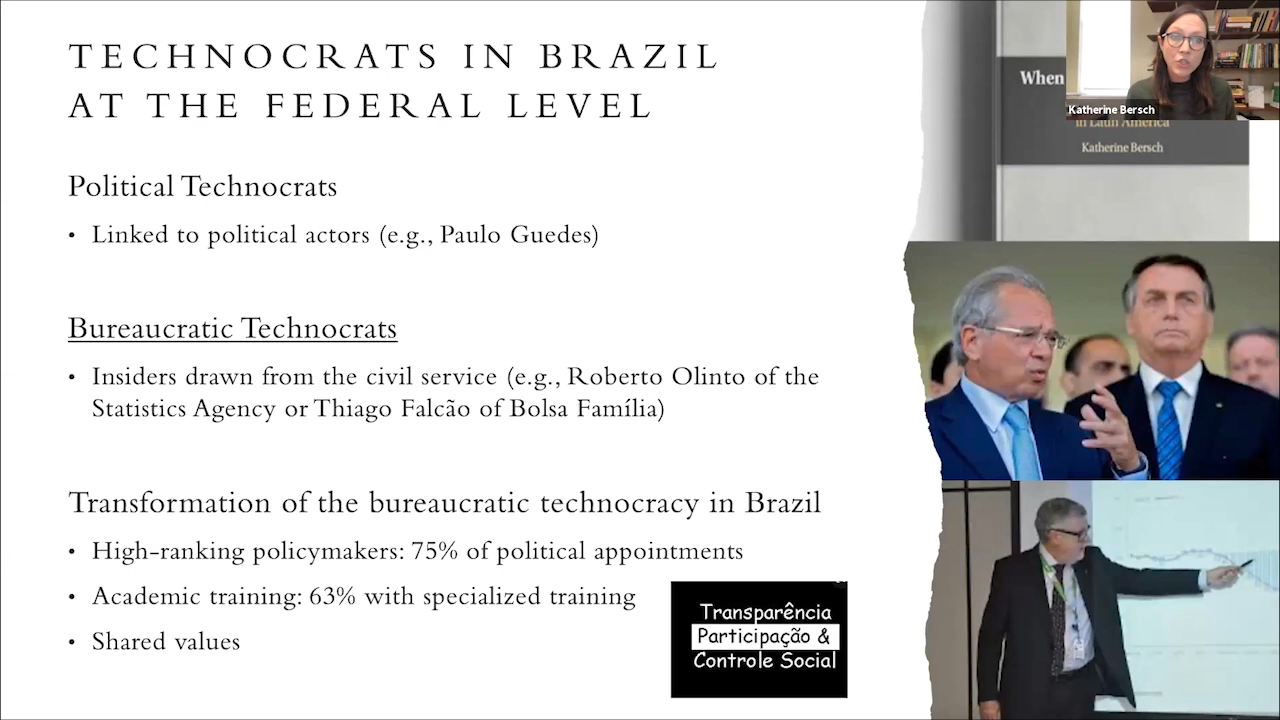 TECHNOCRATS IN BRAZIL
AT THE FEDERAL LEVEL
Political Technocrats
• Linked to political actors (e.g., Paulo Guedes)
Bureaucratic Technocrats
• Insiders drawn from the civil service (e.g., Roberto Olinto of the
Statistics Agency or Thiago Falcão of Bolsa Família)
Transformation of the bureaucratic technocracy in Brazil
• High-ranking policymakers: 75% of political appointments
• Academic training: 63% with specialized training
• Shared values
Transparência
Participação &
Controle Social
When
Katherine Bersch
in Latin America
Katherine Bersch